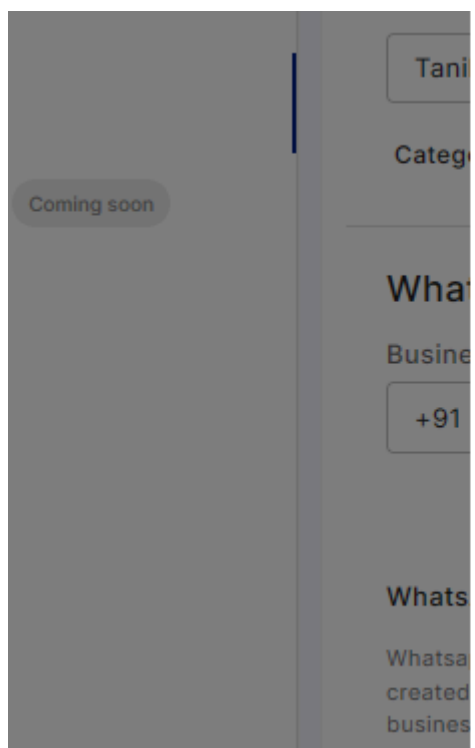 Tani
Catego
Coming soon
What
Busine
+91
Whats
Whatsa
created
busines